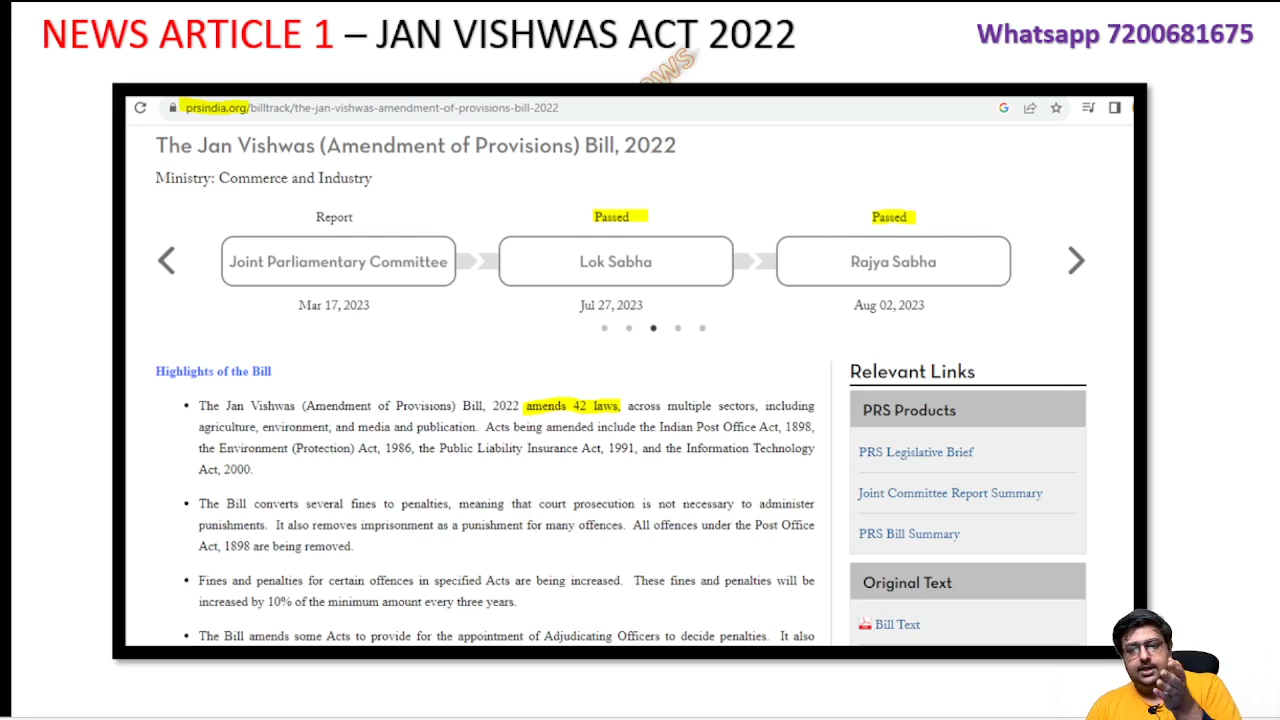 NEWS ARTICLE 1 – JAN VISHWAS ACT 2022
Whatsapp 7200681675
prsindia.org/billtrack/the-jan-vishwas-amendment-of-provisions-bill-2022
The Jan Vishwas (Amendment of Provisions) Bill, 2022
Ministry: Commerce and Industry
Report
Passed
Passed
Joint Parliamentary Committee
Lok Sabha
Rajya Sabha
Mar 17, 2023
Jul 27, 2023
Aug 02, 2023
Highlights of the Bill
• The Jan Vishwas (Amendment of Provisions) Bill, 2022 amends 42 laws, across multiple sectors, including
agriculture, environment, and media and publication. Acts being amended include the Indian Post Office Act, 1898,
the Environment (Protection) Act, 1986, the Public Liability Insurance Act, 1991, and the Information Technology
Act, 2000.
• The Bill converts several fines to penalties, meaning that court prosecution is not necessary to administer
punishments. It also removes imprisonment as a punishment for many offences. All offences under the Post Office
Act, 1898 are being removed.
• Fines and penalties for certain offences in specified Acts are being increased. These fines and penalties will be
increased by 10% of the minimum amount every three years.
• The Bill amends some Acts to provide for the appointment of Adjudicating Officers to decide penalties. It also
Relevant Links
PRS Products
PRS Legislative Brief
Joint Committee Report Summary
PRS Bill Summary
Original Text
Bill Text